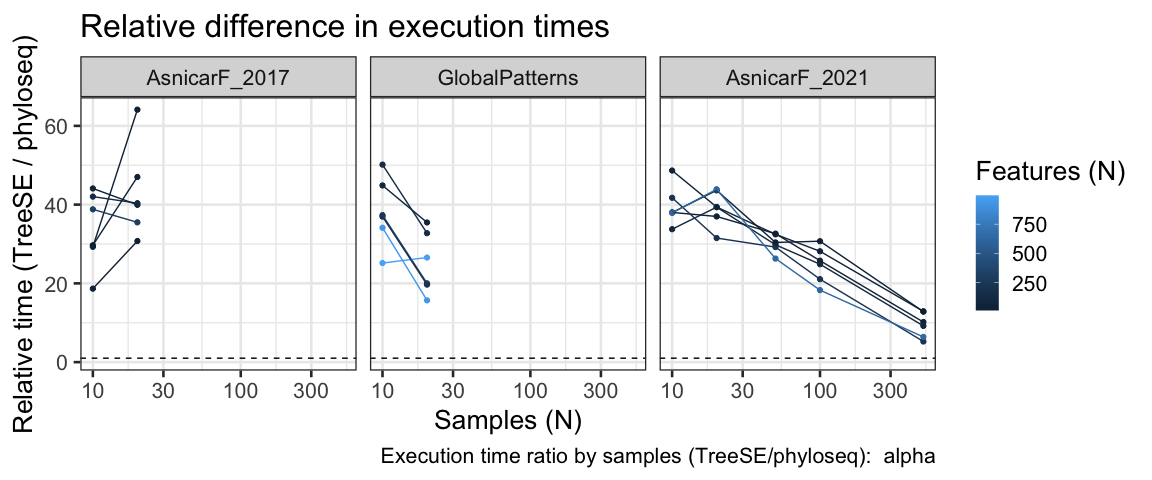 Relative difference in execution times
AsnicarF_2017 GlobalPatterns AsnicarF_2021
Relative time (TreeSE / phyloseq)
60
40
20
0
10 30 100 300 10 30 100 300 10 30 100 300
Samples (N)
Features (N)
750
500
250
Execution time ratio by samples (TreeSE/phyloseq):  alpha